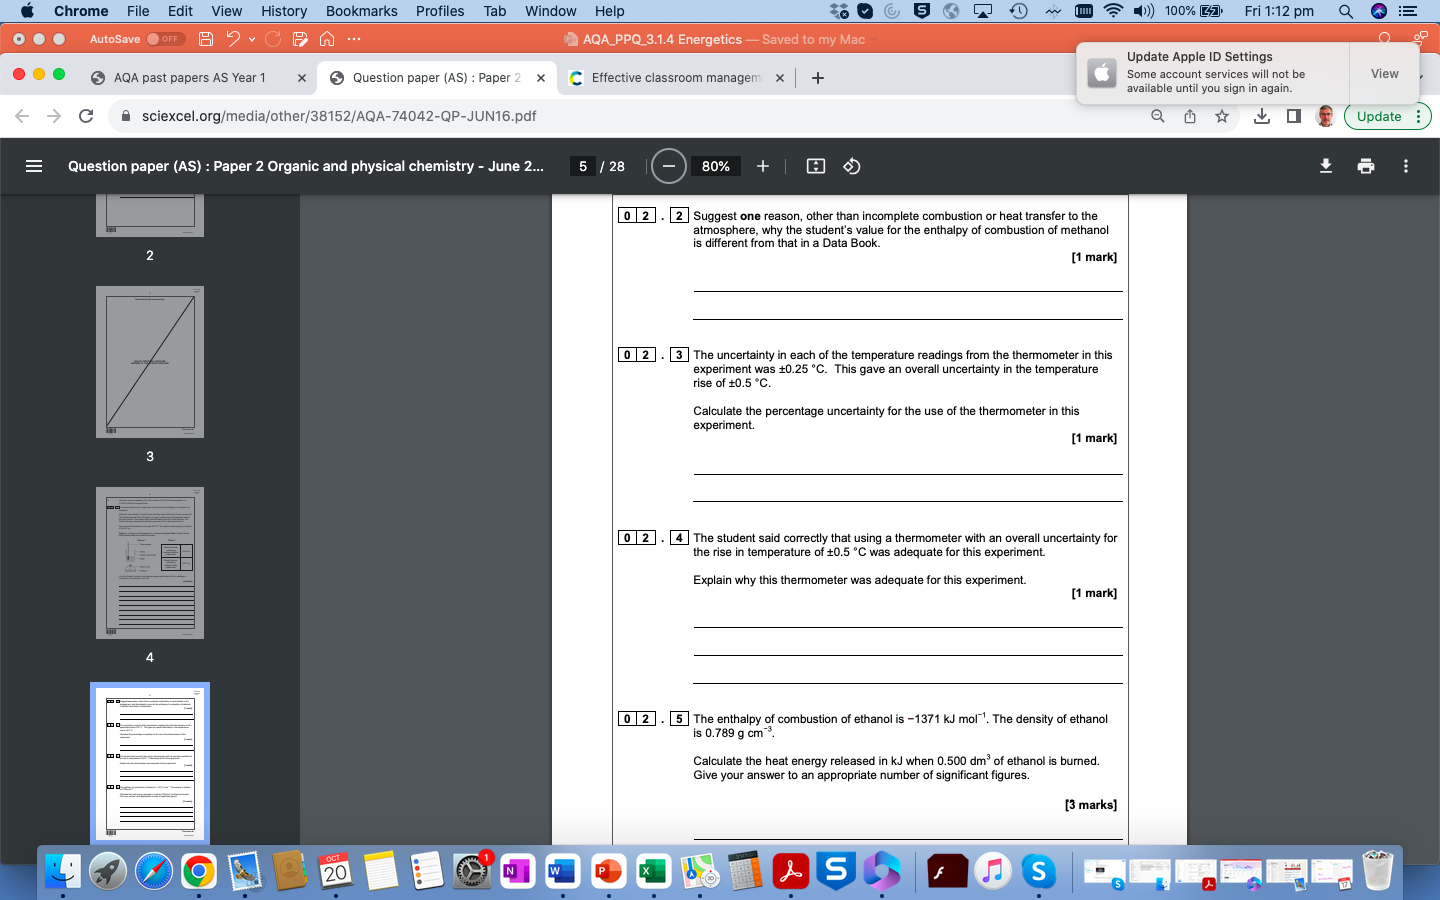 Chrome File Edit View History Bookmarks Profiles Tab Window Help 100% Fri 1:12 pm
AutoSave OFF AQA_PPQ_3.1.4 Energetics — Saved to my Mac
Update Apple ID Settings
Some account services will not be
available until you sign in again.
View
AQA past papers AS Year 1
Question paper (AS) : Paper 2
Effective classroom managem
sciexcel.org/media/other/38152/AQA-74042-QP-JUN16.pdf
Update
Question paper (AS) : Paper 2 Organic and physical chemistry - June 2... 5 / 28 80%
2
3
4
0 2 . 2 Suggest one reason, other than incomplete combustion or heat transfer to the
atmosphere, why the student's value for the enthalpy of combustion of methanol
is different from that in a Data Book.
[1 mark]
0 2 . 3 The uncertainty in each of the temperature readings from the thermometer in this
experiment was ±0.25 °C. This gave an overall uncertainty in the temperature
rise of ±0.5 °C.
Calculate the percentage uncertainty for the use of the thermometer in this
experiment.
[1 mark]
0 2 . 4 The student said correctly that using a thermometer with an overall uncertainty for
the rise in temperature of ±0.5 °C was adequate for this experiment.
Explain why this thermometer was adequate for this experiment.
[1 mark]
0 2 . 5 The enthalpy of combustion of ethanol is −1371 kJ mol⁻¹. The density of ethanol
is 0.789 g cm⁻³.
Calculate the heat energy released in kJ when 0.500 dm³ of ethanol is burned.
Give your answer to an appropriate number of significant figures.
[3 marks]
OCT
20
1
17